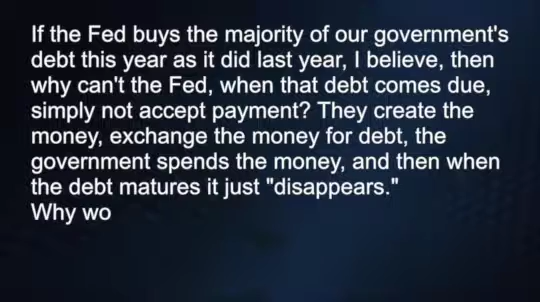 If the Fed buys the majority of our government's
debt this year as it did last year, I believe, then
why can't the Fed, when that debt comes due,
simply not accept payment? They create the
money, exchange the money for debt, the
government spends the money, and then when
the debt matures it just "disappears."
Why wo